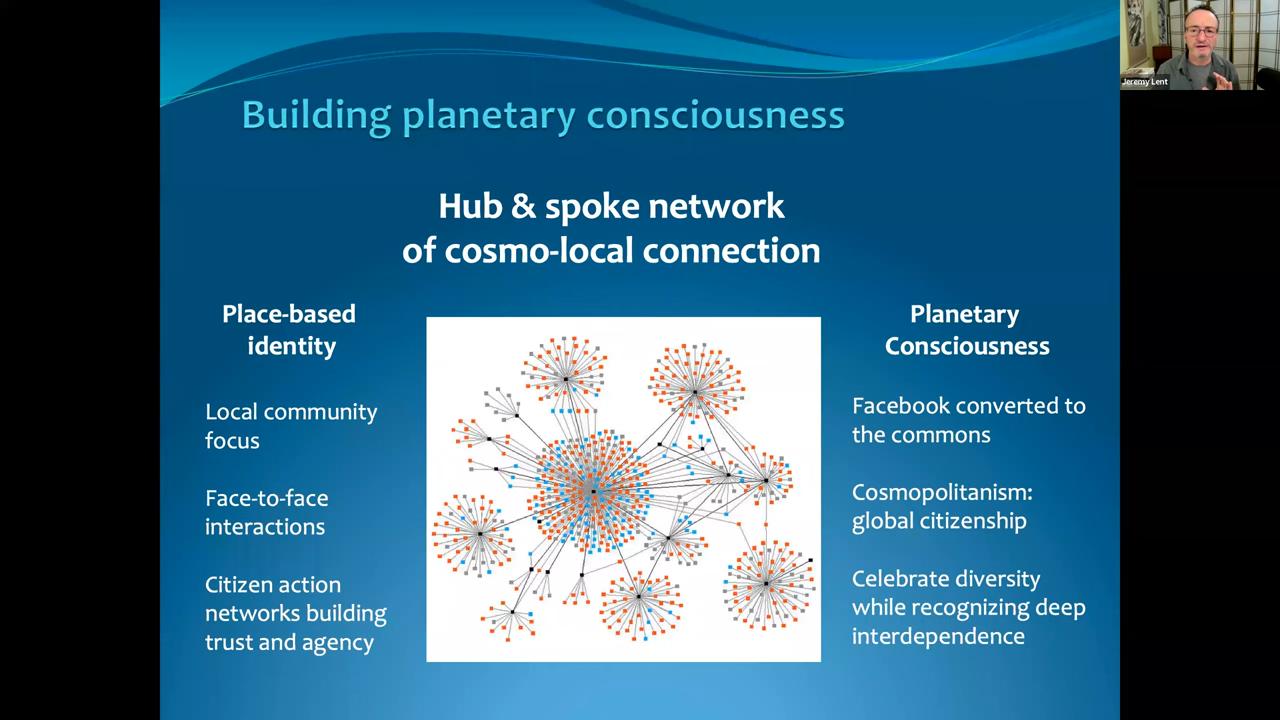 Building planetary consciousness
Hub & spoke network
of cosmo-local connection
Place-based
identity
Local community
focus
Face-to-face
interactions
Citizen action
networks building
trust and agency
Planetary
Consciousness
Facebook converted to
the commons
Cosmopolitanism:
global citizenship
Celebrate diversity
while recognizing deep
interdependence
Jeremy Lent